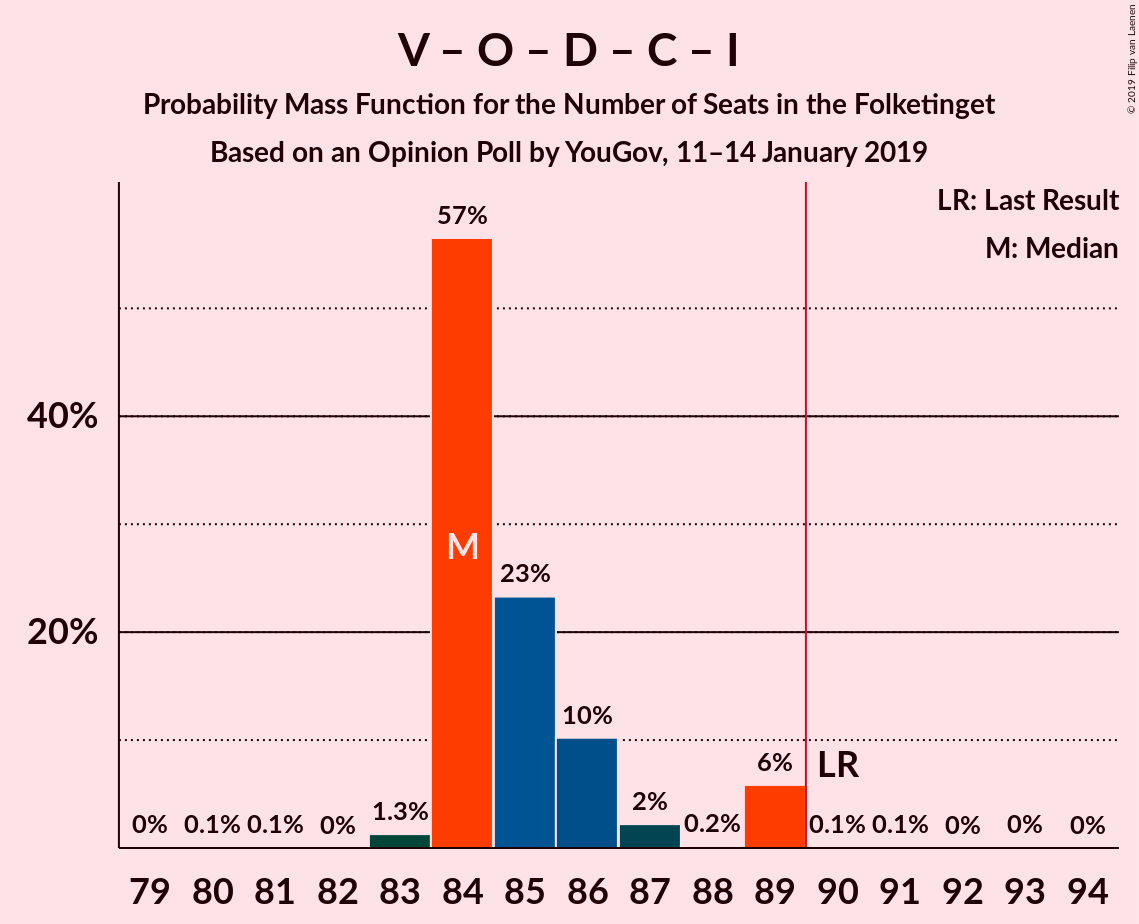 V – O – D – C – I
Probability Mass Function for the Number of Seats in the Folketinget
Based on an Opinion Poll by YouGov, 11–14 January 2019
© 2019 Filip van Laenen
LR: Last Result
M: Median
57%
40%
M
23%
20%
10%
6%
LR
2%
1.3%
0% 0.1% 0.1% 0% 0.2% 0.1% 0.1% 0% 0% 0%
79 80 81 82 83 84 85 86 87 88 89 90 91 92 93 94